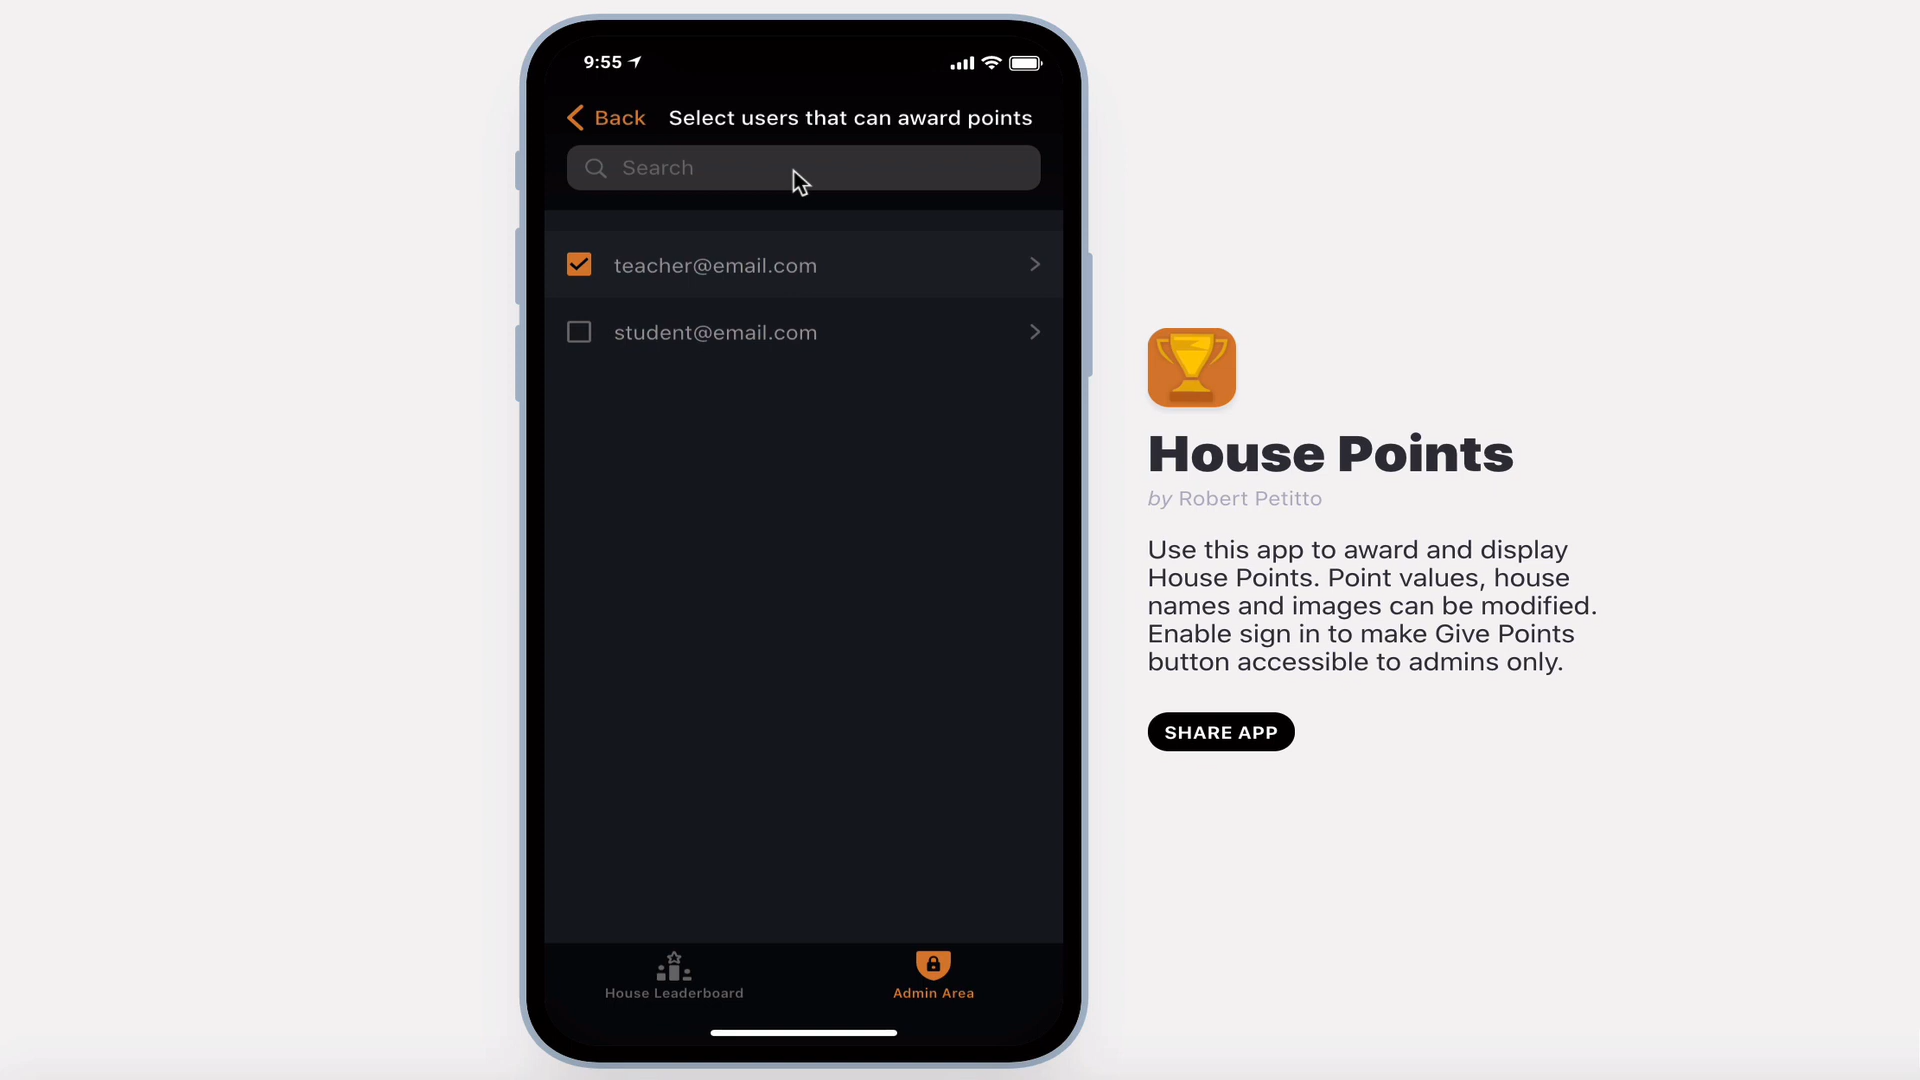 9:55
Back
Select users that can award points
Search
teacher@email.com
student@email.com
House Leaderboard
Admin Area
House Points
by Robert Petitto
Use this app to award and display
House Points. Point values, house
names and images can be modified.
Enable sign in to make Give Points
button accessible to admins only.
SHARE APP